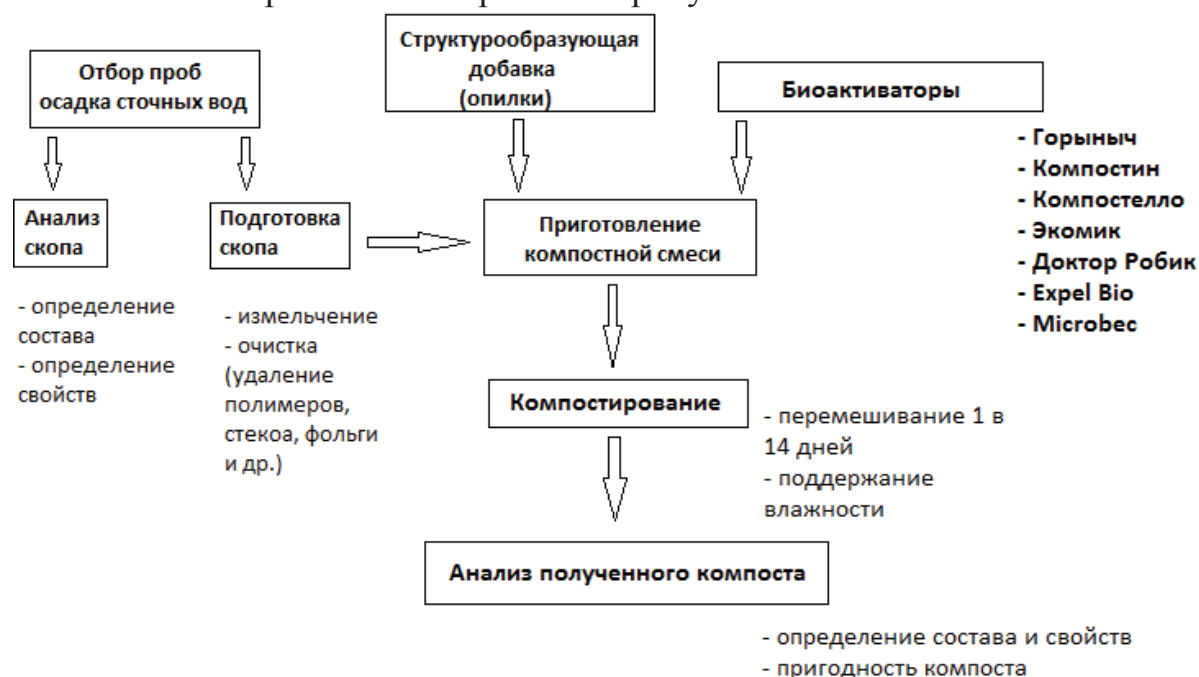 Отбор проб
осадка сточных вод
Структурообразующая
добавка
(опилки)
Биоактиваторы
- Горыныч
- Компостин
- Компостелло
- Экомик
- Доктор Робик
- Expel Bio
- Microbec
Анализ
скопа
Подготовка
скопа
Приготовление
компостной смеси
- определение
состава
- определение
свойств
- измельчение
- очистка
(удаление
полимеров,
стекоа, фольги
и др.)
Компостирование
- перемешивание 1 в
14 дней
- поддержание
влажности
Анализ полученного компоста
- определение состава и свойств
- пригодность компоста